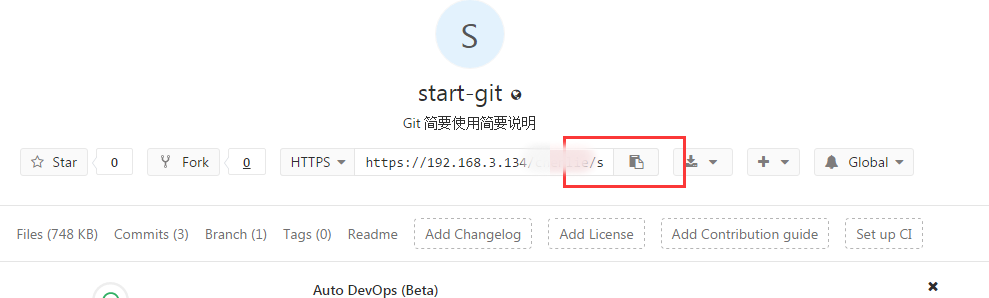 S
start-git
Git 简要使用简要说明
Star 0 Fork 0 HTTPS https://192.168.3.134/ /s Global
Files (748 KB) Commits (3) Branch (1) Tags (0) Readme Add Changelog Add License Add Contribution guide Set up CI
Auto DevOps (Beta)